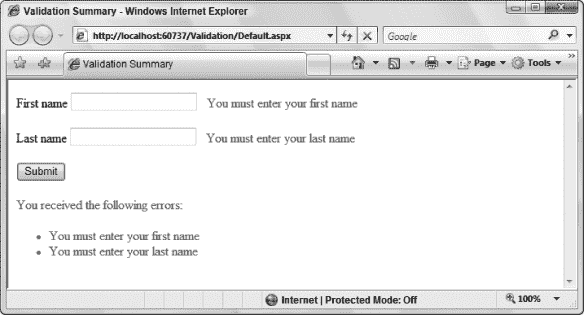 Validation Summary - Windows Internet Explorer
http://localhost:60737/Validation/Default.aspx
Google
Validation Summary
Page
Tools
»
First name
You must enter your first name
Last name
You must enter your last name
Submit
You received the following errors:
• You must enter your first name
• You must enter your last name
Internet | Protected Mode: Off
100%